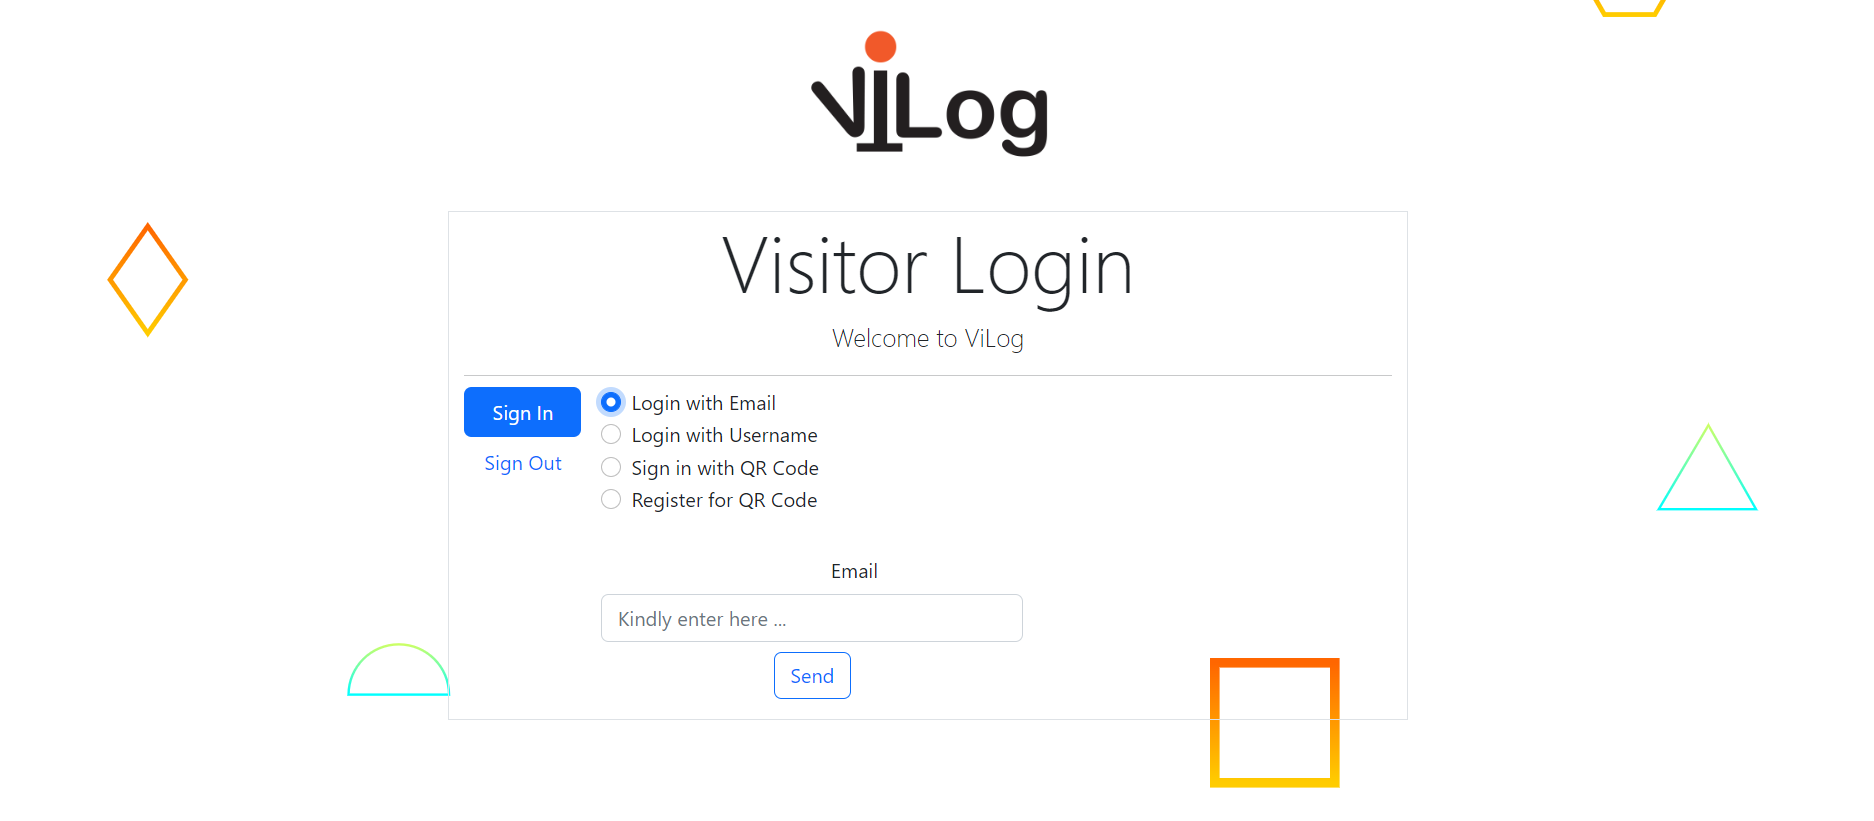 ViLog
Visitor Login
Welcome to ViLog
Sign In
Sign Out
Login with Email
Login with Username
Sign in with QR Code
Register for QR Code
Email
Kindly enter here ...
Send